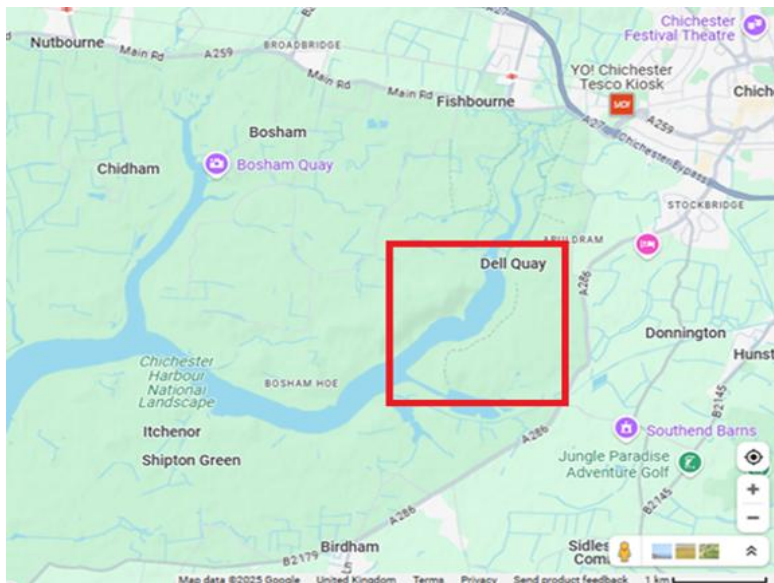 Chichester
Festival Theatre
Nutbourne
Main Rd
A259
BROADBRIDGE
YO! Chichester
Tesco Kiosk
Main Rd
Main Rd
Fishbourne
YO!
Chich
A259
A27
Chichester Bypass
Bosham
Chidham
Bosham Quay
STOCKBRIDGE
APULDRAM
Dell Quay
A286
Donnington
Hunst
Chichester
Harbour
National
Landscape
BOSHAM HOE
B2145
Itchenor
Southend Barns
A286
Shipton Green
Jungle Paradise
Adventure Golf
B2145
A286
Birdham
B2179
Sidles
Com
Map data ©2025 Google United Kingdom Terms Privacy Send product feedback 1 km